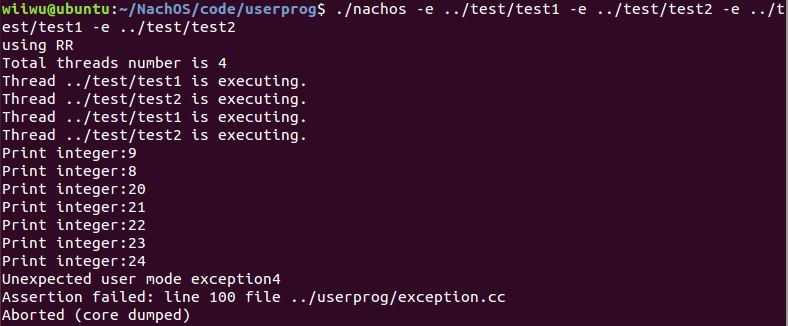 wiiwu@ubuntu:~/NachOS/code/userprog$ ./nachos -e ../test/test1 -e ../test/test2 -e ../t
est/test1 -e ../test/test2
using RR
Total threads number is 4
Thread ../test/test1 is executing.
Thread ../test/test2 is executing.
Thread ../test/test1 is executing.
Thread ../test/test2 is executing.
Print integer:9
Print integer:8
Print integer:20
Print integer:21
Print integer:22
Print integer:23
Print integer:24
Unexpected user mode exception4
Assertion failed: line 100 file ../userprog/exception.cc
Aborted (core dumped)